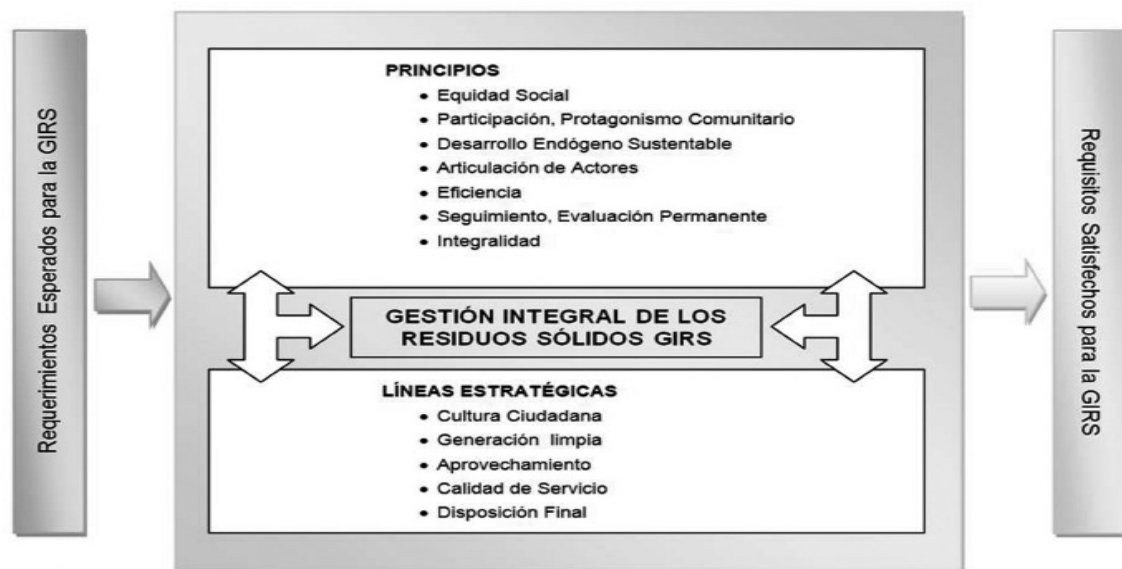 Requerimientos Esperados para la GIRS
PRINCIPIOS
• Equidad Social
• Participación, Protagonismo Comunitario
• Desarrollo Endógeno Sustentable
• Articulación de Actores
• Eficiencia
• Seguimiento, Evaluación Permanente
• Integralidad
GESTIÓN INTEGRAL DE LOS
RESIDUOS SÓLIDOS GIRS
LÍNEAS ESTRATÉGICAS
• Cultura Ciudadana
• Generación limpia
• Aprovechamiento
• Calidad de Servicio
• Disposición Final
Requisitos Satisfechos para la GIRS